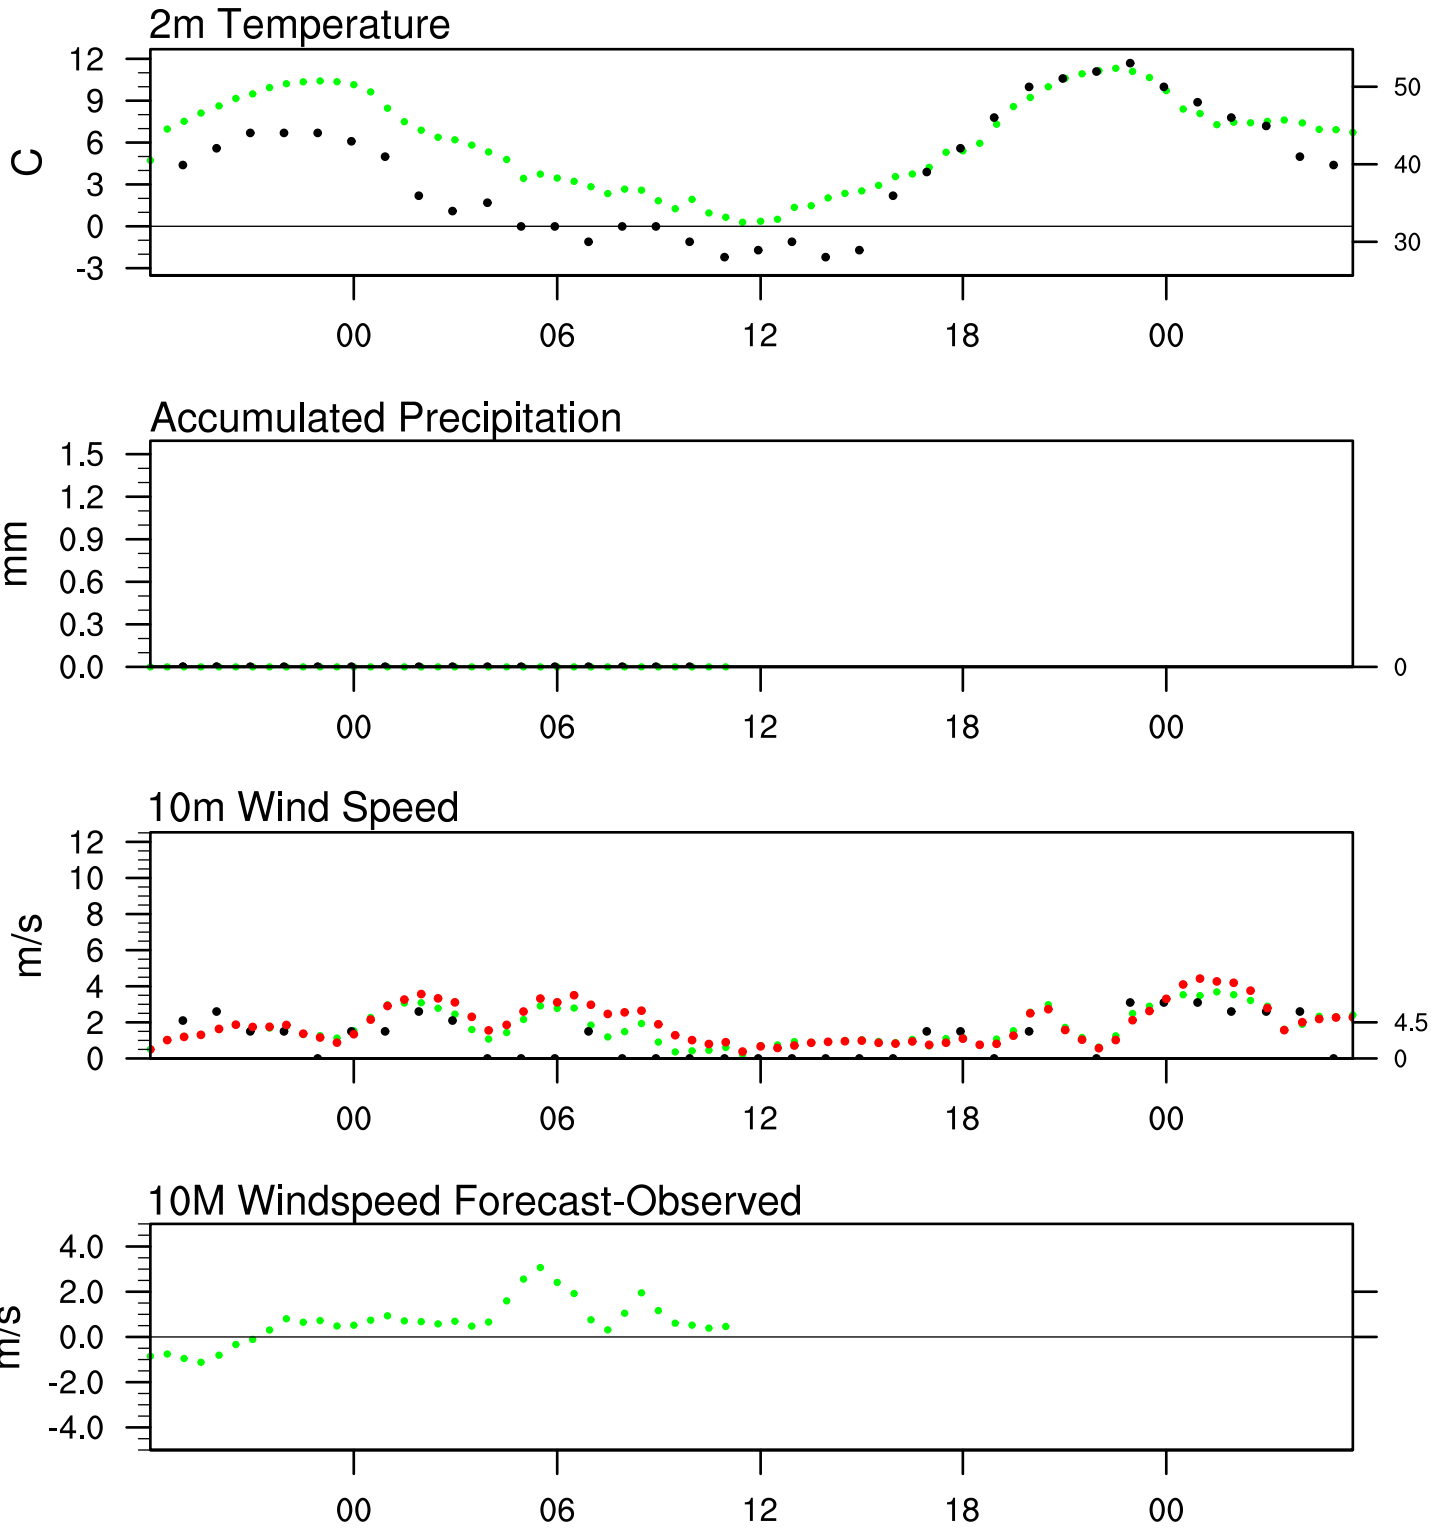 2m Temperature
12
9
6
3
0
-3
C
50
40
30
00 06 12 18 00
Accumulated Precipitation
1.5
1.2
0.9
0.6
0.3
0.0
mm
0
00 06 12 18 00
10m Wind Speed
12
10
8
6
4
2
0
m/s
4.5
0
00 06 12 18 00
10M Windspeed Forecast-Observed
4.0
2.0
0.0
-2.0
-4.0
m/s
00 06 12 18 00